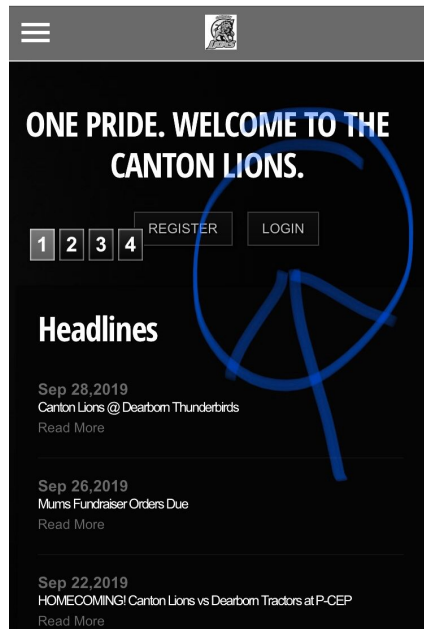 ONE PRIDE. WELCOME TO THE
CANTON LIONS.
REGISTER LOGIN
1 2 3 4
Headlines
Sep 28,2019
Canton Lions @ Dearborn Thunderbirds
Read More
Sep 26,2019
Mums Fundraiser Orders Due
Read More
Sep 22,2019
HOMECOMING! Canton Lions vs Dearborn Tractors at P-CEP
Read More